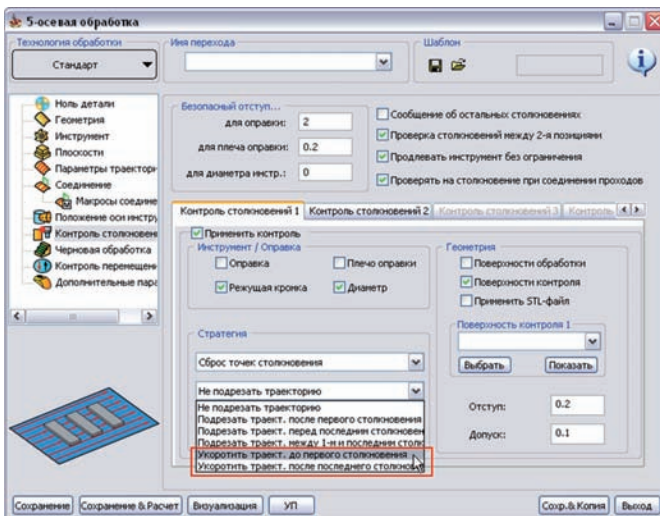 5-осевая обработка
Технология обработки
Стандарт
Имя перехода
Шаблон
Ноль детали
Геометрия
Инструмент
Плоскости
Параметры траектори
Соединение
Макросы соедине
Положение оси инстру
Контроль столкновен
Черновая обработка
Контроль перемещен
Дополнительные пара
Безопасный отступ...
для оправки: 2
для плеча оправки: 0.2
для диаметра инстр.: 0
Сообщение об остальных столкновениях
Проверка столкновений между 2-я позициями
Продлевать инструмент без ограничения
Проверять на столкновение при соединении проходов
Контроль столкновений 1 Контроль столкновений 2 Контроль столкновений 3 Контроль
Применить контроль
Инструмент / Оправка
Оправка Плечо оправки
Режущая кронка Диаметр
Геометрия
Поверхности обработки
Поверхности контроля
Применить STL-файл
Поверхность контроля 1
Выбрать Показать
Отступ: 0.2
Допуск: 0.1
Стратегия
Сброс точек столкновения
Не подрезать траекторию
Не подрезать траекторию
Подрезать траект. после первого столкновения
Подрезать траект. перед последним столкновен
Подрезать траект. между 1-м и последним столк
Укоротить траект. до первого столкновения
Укоротить траект. после последнего столкнов
Сохранение Сохранение & Расчет Визуализация УП Сохр.& Копия Выход